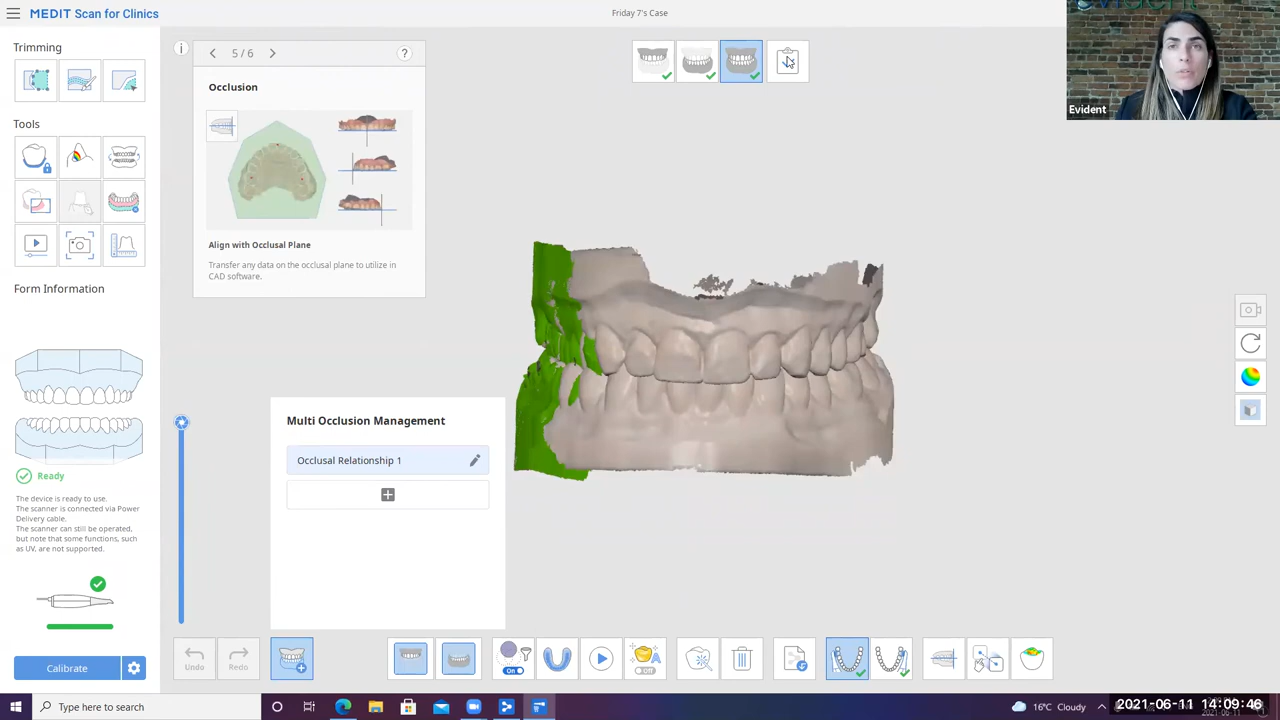 MEDIT Scan for Clinics
Friday 7's Case
Trimming
5 / 6
Evident
Occlusion
Tools
Align with Occlusal Plane
Transfer any data on the occlusal plane to utilize in
CAD software.
Form Information
Multi Occlusion Management
Occlusal Relationship 1
Ready
The device is ready to use.
The scanner is connected via Power
Delivery cable.
The scanner can still be operated,
but note that some functions, such
as UV, are not supported.
Undo
Redo
On
Off
Calibrate
Type here to search
16°C Cloudy
2021-06-11 14:09:46